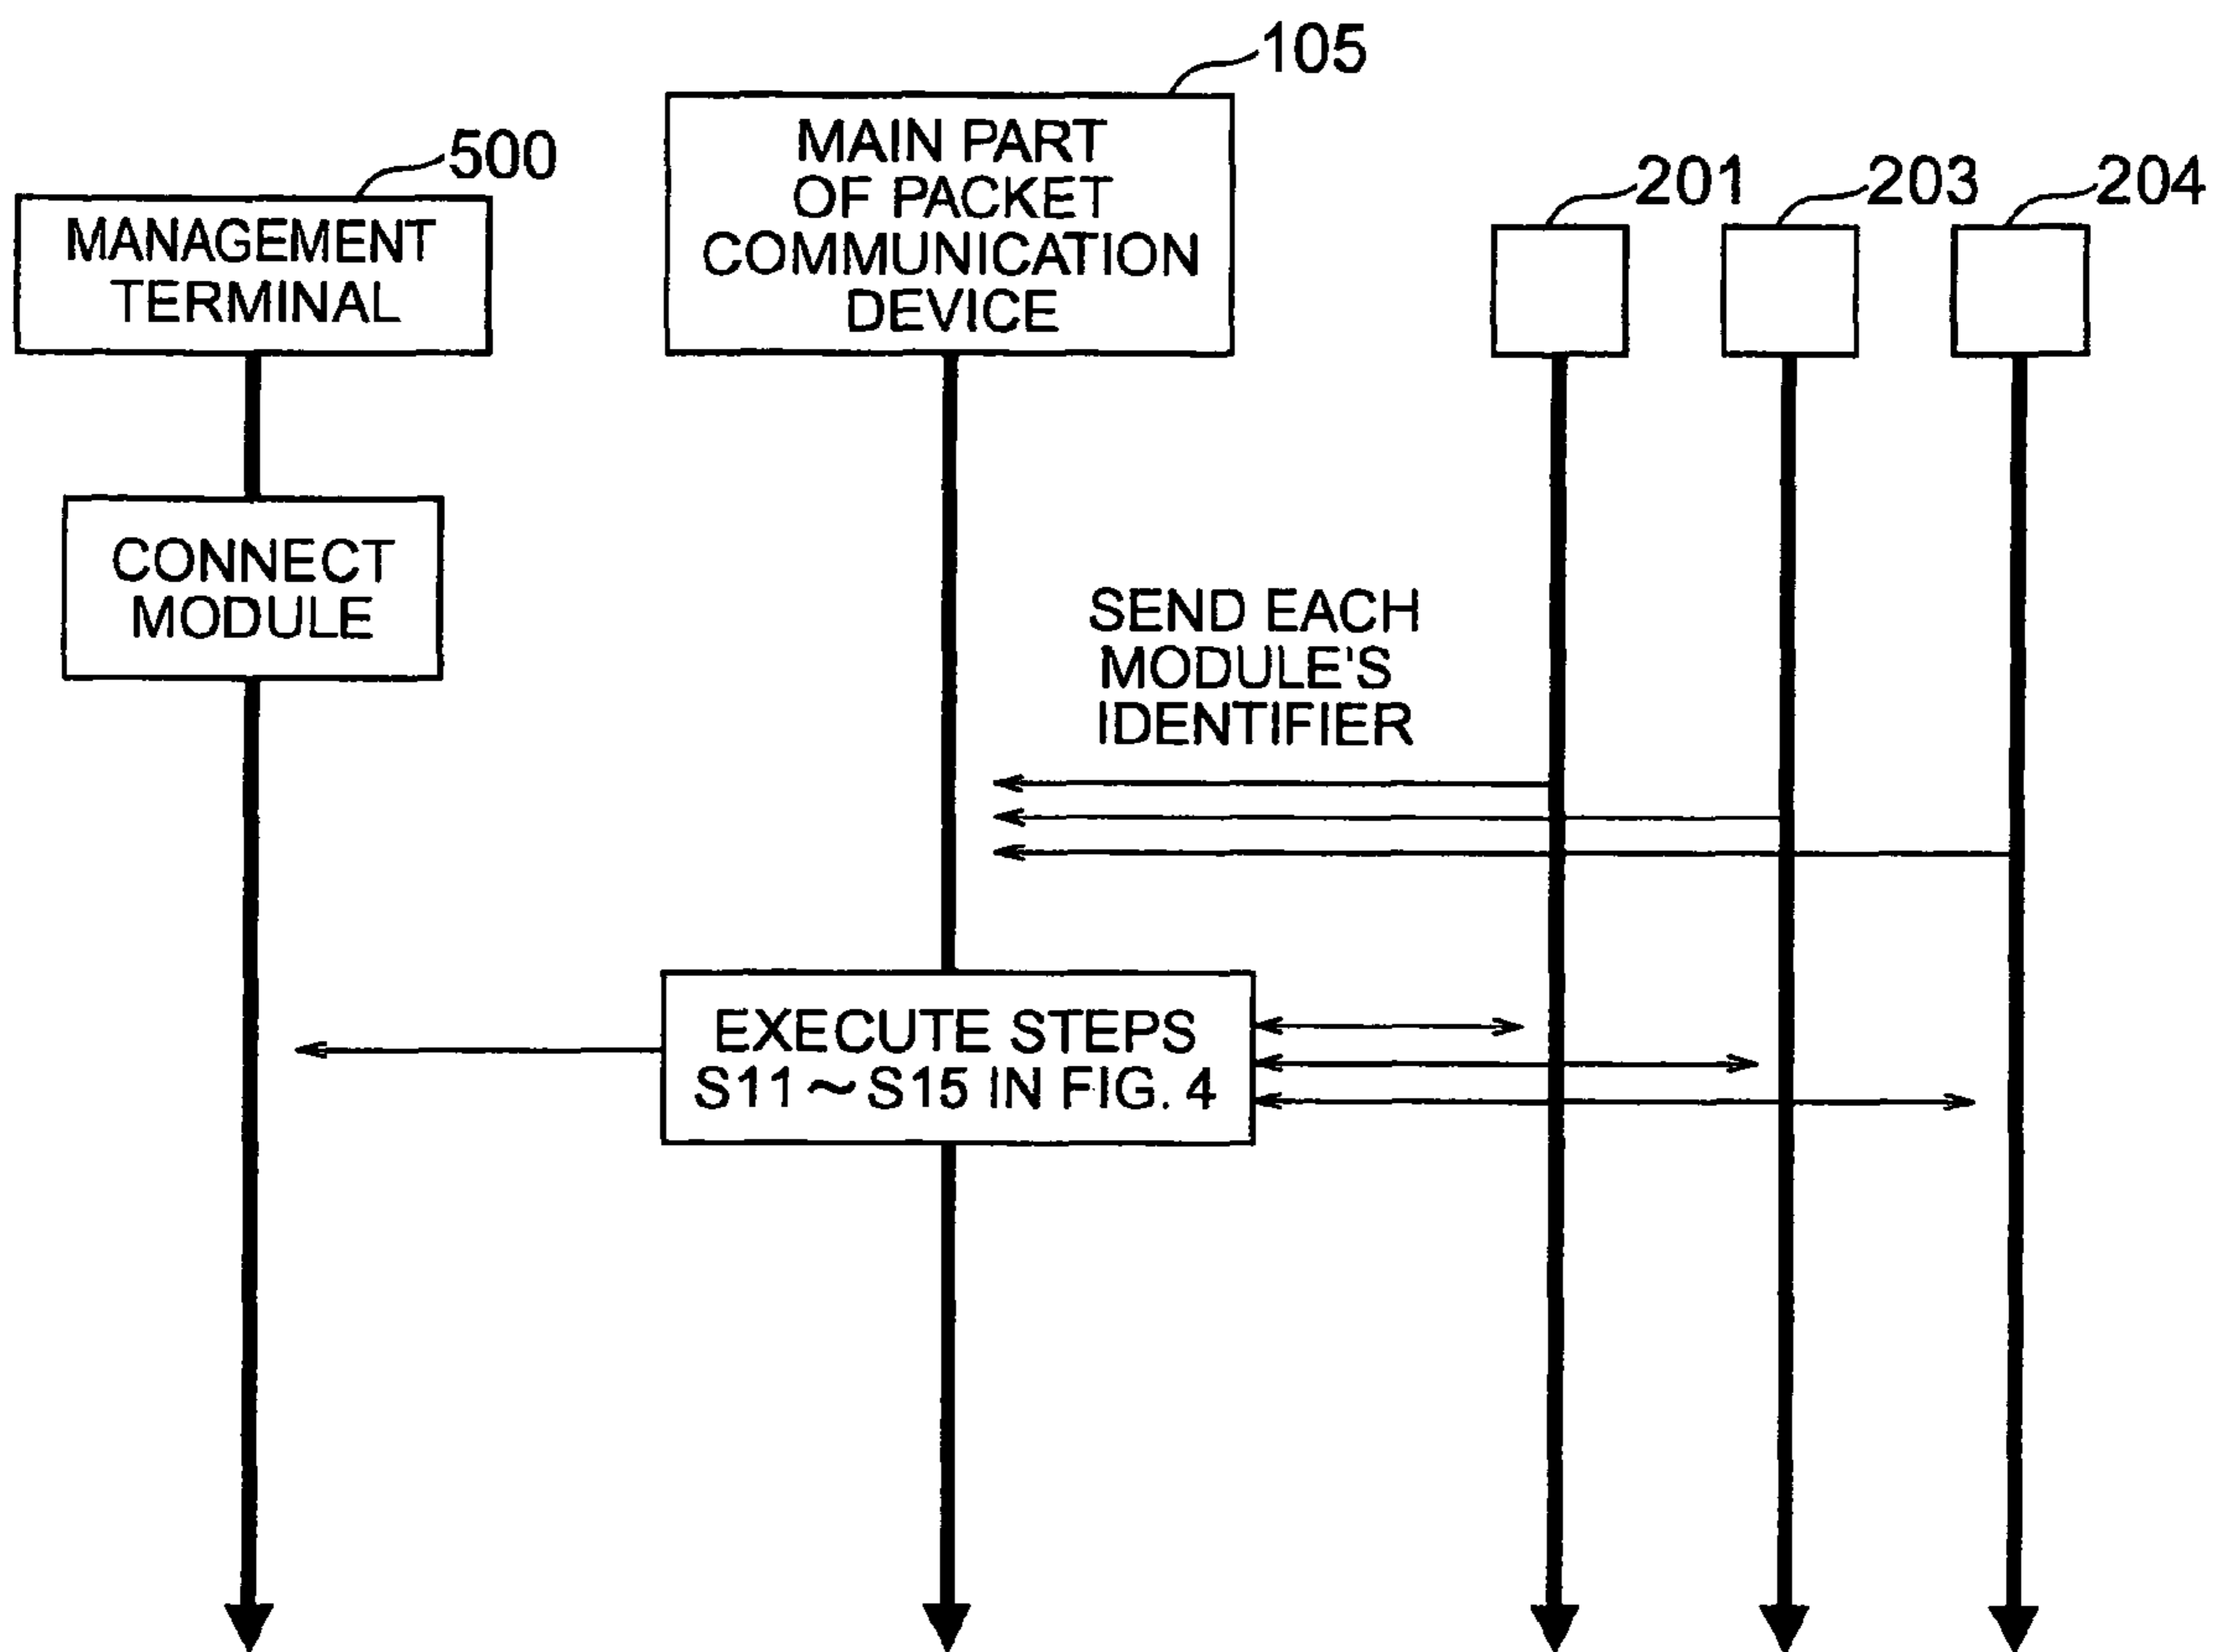 105
500
MAIN PART
OF PACKET
COMMUNICATION
DEVICE
MANAGEMENT
TERMINAL
201
203
204
CONNECT
MODULE
SEND EACH
MODULE'S
IDENTIFIER
EXECUTE STEPS
S11～S15 IN FIG. 4